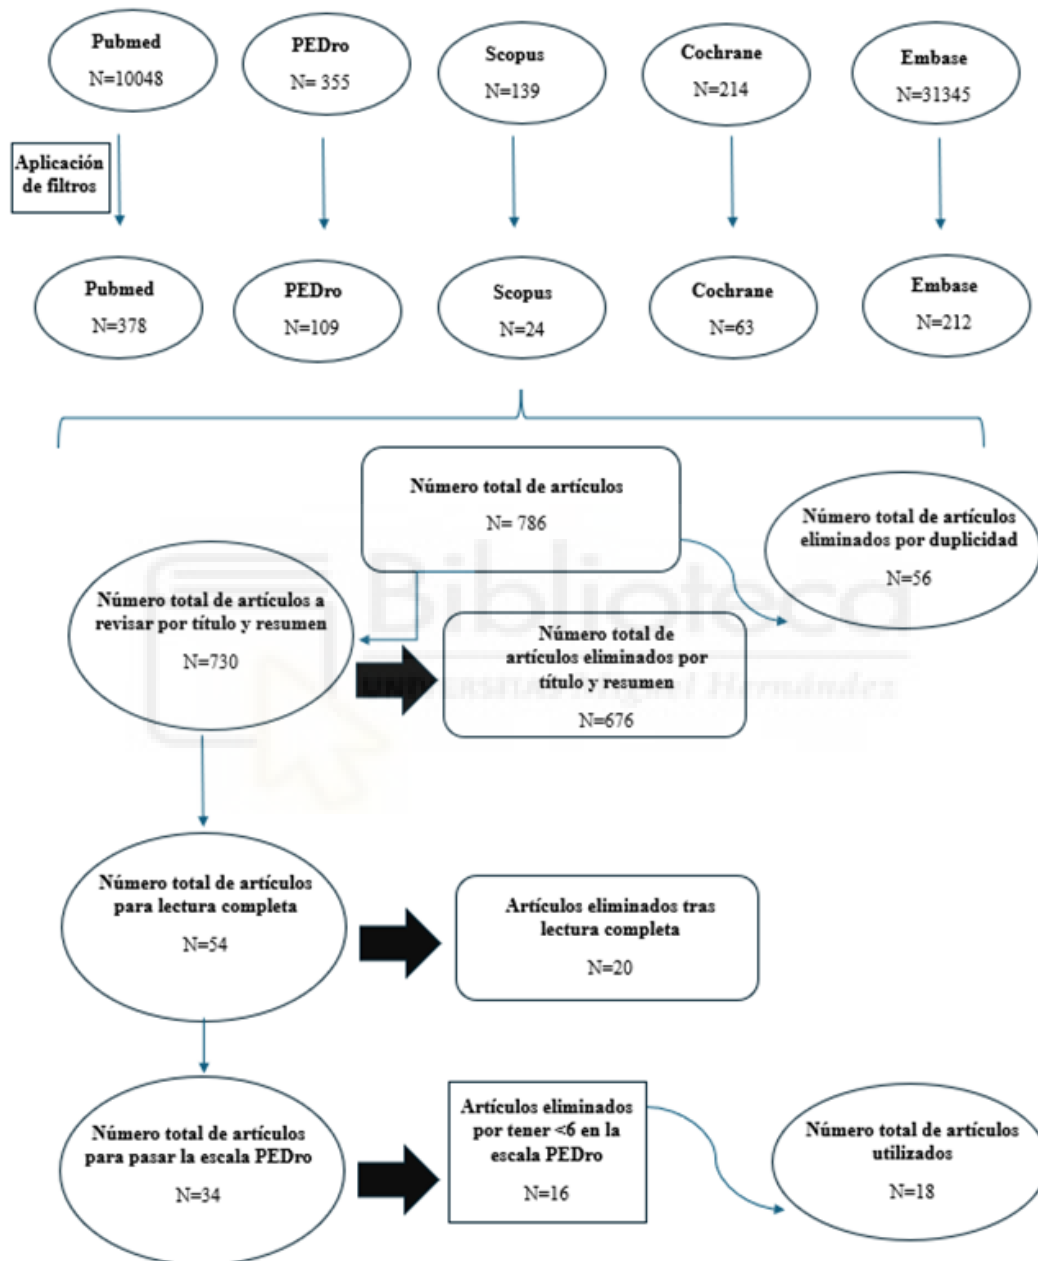 Pubmed
N=10048
PEDro
N= 355
Scopus
N=139
Cochrane
N=214
Embase
N=31345
Aplicación
de filtros
Pubmed
N=378
PEDro
N=109
Scopus
N=24
Cochrane
N=63
Embase
N=212
Número total de artículos
N= 786
Número total de artículos
eliminados por duplicidad
N=56
Número total de artículos a
revisar por título y resumen
N=730
Número total de
artículos eliminados por
título y resumen
N=676
Biblioteca
UNIVERSITAS Miguel Hernández
Número total de artículos
para lectura completa
N=54
Artículos eliminados tras
lectura completa
N=20
Número total de artículos
para pasar la escala PEDro
N=34
Artículos eliminados
por tener <6 en la
escala PEDro
N=16
Número total de artículos
utilizados
N=18